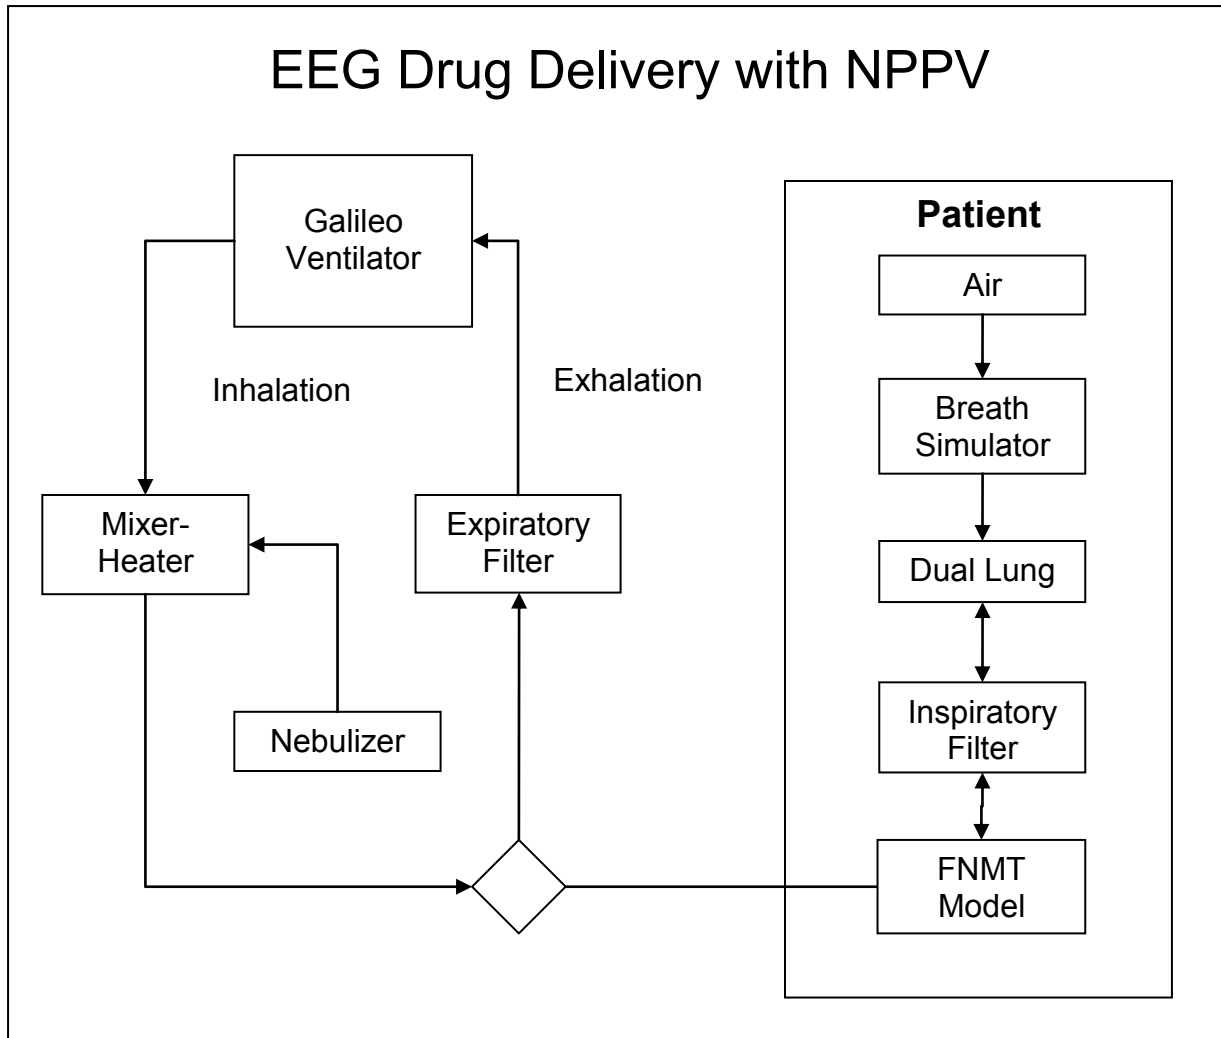 EEG Drug Delivery with NPPV
Galileo
Ventilator
Inhalation
Exhalation
Mixer-
Heater
Expiratory
Filter
Nebulizer
Patient
Air
Breath
Simulator
Dual Lung
Inspiratory
Filter
FNMT
Model